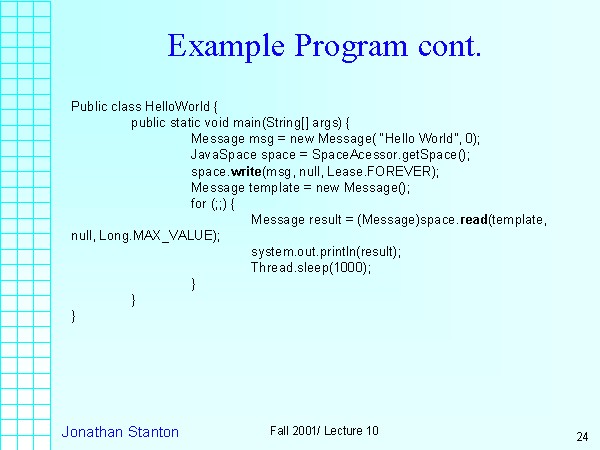 Example Program cont.
Public class HelloWorld {
public static void main(String[] args) {
Message msg = new Message( "Hello World", 0);
JavaSpace space = SpaceAcessor.getSpace();
space.write(msg, null, Lease.FOREVER);
Message template = new Message();
for (;;) {
Message result = (Message)space.read(template,
null, Long.MAX_VALUE);
system.out.println(result);
Thread.sleep(1000);
}
}
}
Jonathan Stanton
Fall 2001/ Lecture 10
24